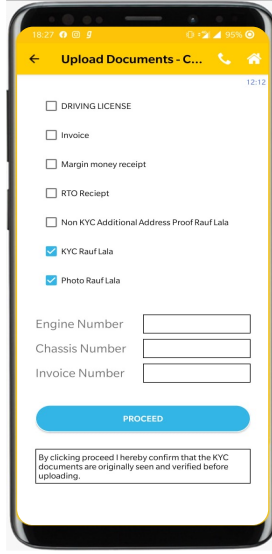 18:27
95%
Upload Documents - C...
12:12
DRIVING LICENSE
Invoice
Margin money receipt
RTO Reciept
Non KYC Additional Address Proof Rauf Lala
KYC Rauf Lala
Photo Rauf Lala
Engine Number
Chassis Number
Invoice Number
PROCEED
By clicking proceed I hereby confirm that the KYC
documents are originally seen and verified before
uploading.